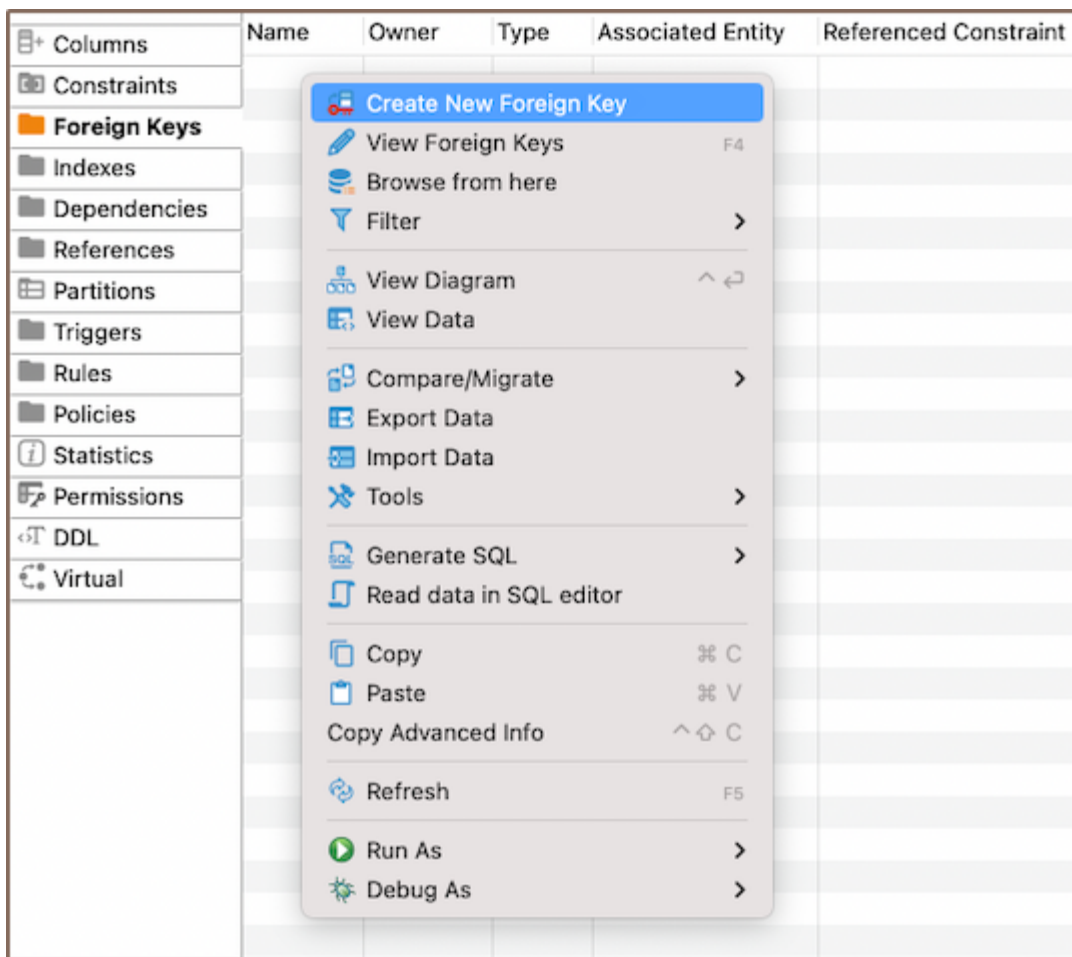 Name Owner Type Associated Entity Referenced Constraint
Columns
Constraints
Foreign Keys
Indexes
Dependencies
References
Partitions
Triggers
Rules
Policies
Statistics
Permissions
DDL
Virtual
Create New Foreign Key
View Foreign Keys F4
Browse from here
Filter
View Diagram ^ ↩
View Data
Compare/Migrate
Export Data
Import Data
Tools
Generate SQL
Read data in SQL editor
Copy ⌘ C
Paste ⌘ V
Copy Advanced Info ^ ⇧ C
Refresh F5
Run As
Debug As